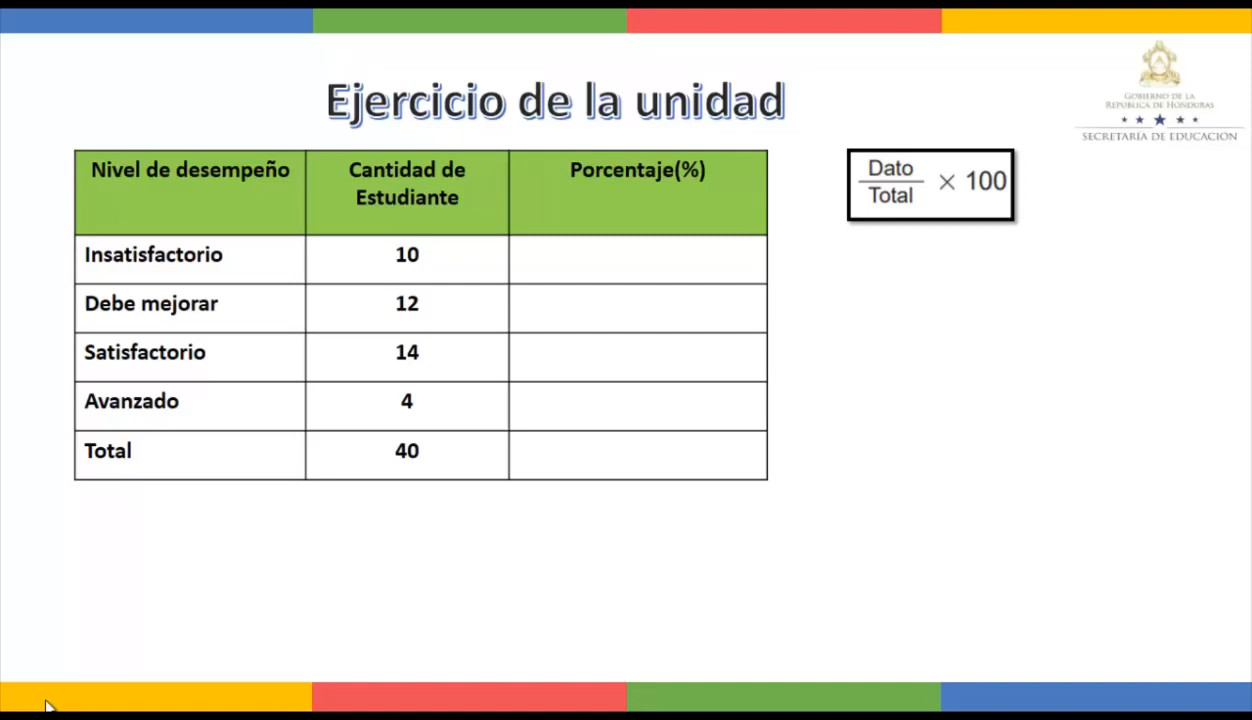 Ejercicio de la unidad
GOBIERNO DE LA
REPÚBLICA DE HONDURAS
SECRETARÍA DE EDUCACIÓN
Nivel de desempeño Cantidad de Estudiante Porcentaje(%)
Insatisfactorio 10
Debe mejorar 12
Satisfactorio 14
Avanzado 4
Total 40
Dato
Total
× 100